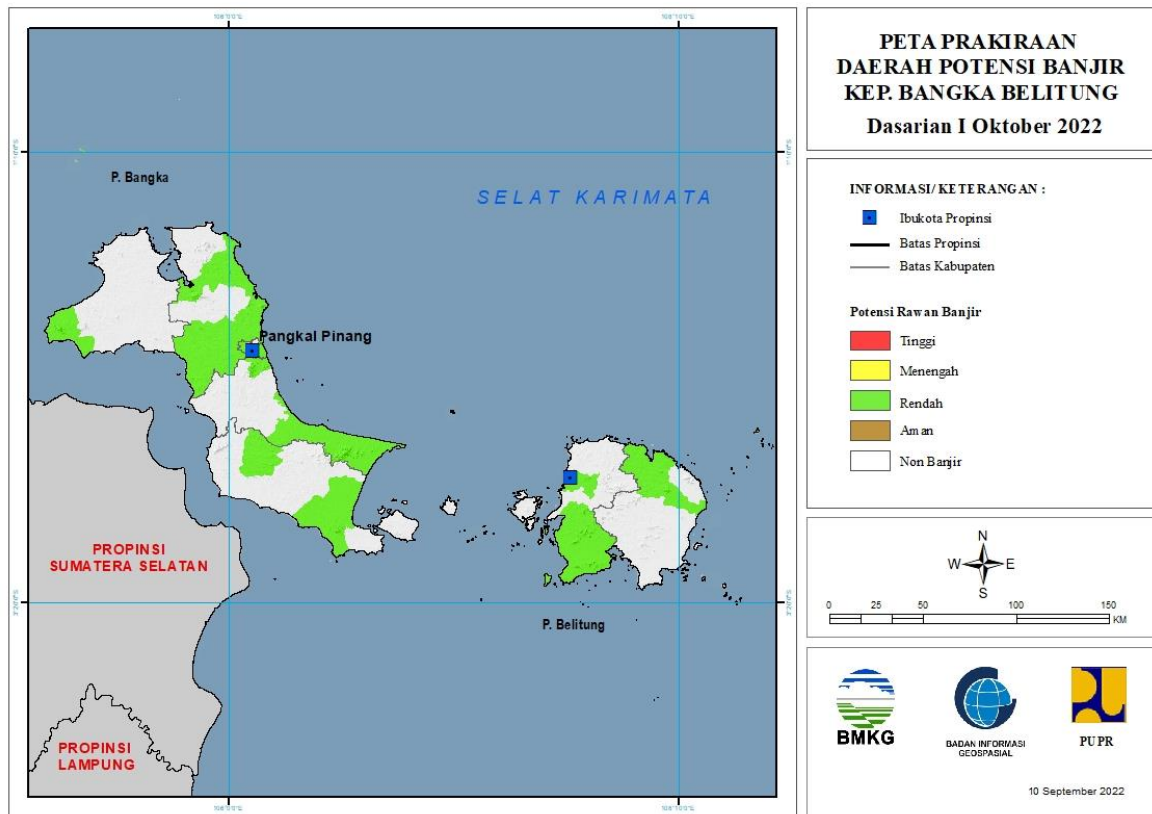 PETA PRAKIRAAN
DAERAH POTENSI BANJIR
KEP. BANGKA BELITUNG
Dasarian I Oktober 2022
P. Bangka
SELAT KARIMATA
Pangkal Pinang
PROPINSI
SUMATERA SELATAN
P. Belitung
PROPINSI
LAMPUNG
INFORMASI/ KETERANGAN :
Ibukota Propinsi
Batas Propinsi
Batas Kabupaten
Potensi Rawan Banjir
Tinggi
Menengah
Rendah
Aman
Non Banjir
N
W E
S
0 25 50 100 150
KM
BMKG
BADAN INFORMASI
GEOSPASIAL
PUPR
10 September 2022